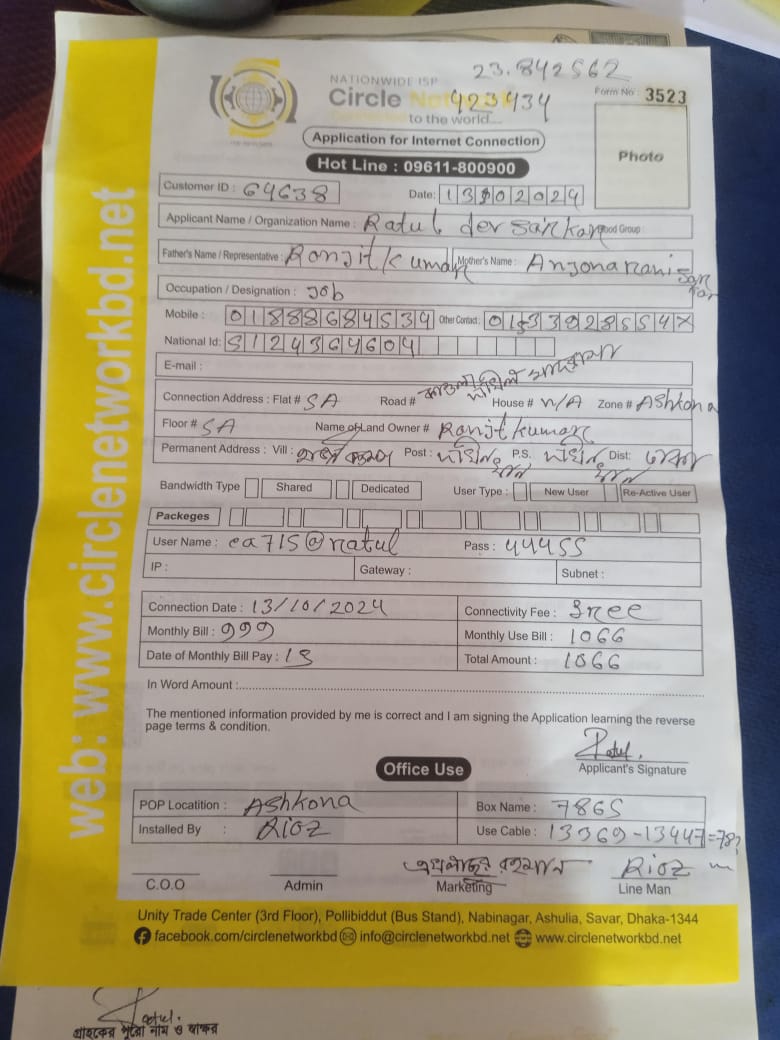 23.842562
NATIONWIDE ISP
Circle Network
423434
to the world....
Form No : 3523
Application for Internet Connection
Photo
Hot Line : 09611-800900
Customer ID : 64638 Date: 13102024
Applicant Name / Organization Name : Ratul dev Sarkar Blood Group
Father's Name / Representative : Ronjit kumar Mother's Name : Anjona rani Sarkar
Occupation / Designation : Job
Mobile : 01888684534 Other Contact :
National Id: 5124364604
E-mail :
Connection Address : Flat # 5A Road # House # N/A Zone # Ashkona
Floor # 5A Name of Land Owner # Ronjit kumar
Permanent Address : Vill : Post : P.S. Dist:
Bandwidth Type Shared Dedicated User Type : New User Re-Active User
Packeges
User Name : ca715@ratul Pass : 44455
IP : Gateway : Subnet :
Connection Date : 13/10/2024 Connectivity Fee : free
Monthly Bill : 999 Monthly Use Bill : 1066
Date of Monthly Bill Pay : 13 Total Amount : 1066
In Word Amount :
The mentioned information provided by me is correct and I am signing the Application learning the reverse
page terms & condition.
Ratul.
Applicant's Signature
Office Use
POP Locatition : Ashkona Box Name : 7865
Installed By : Rioz Use Cable : 13369-13447=78
Rioz
C.O.O Admin Marketing Line Man
Unity Trade Center (3rd Floor), Pollibiddut (Bus Stand), Nabinagar, Ashulia, Savar, Dhaka-1344
facebook.com/circlenetworkbd info@circlenetworkbd.net www.circlenetworkbd.net
web: www.circlenetworkbd.net
Ratul.
গ্রাহকের পুরো নাম ও স্বাক্ষর